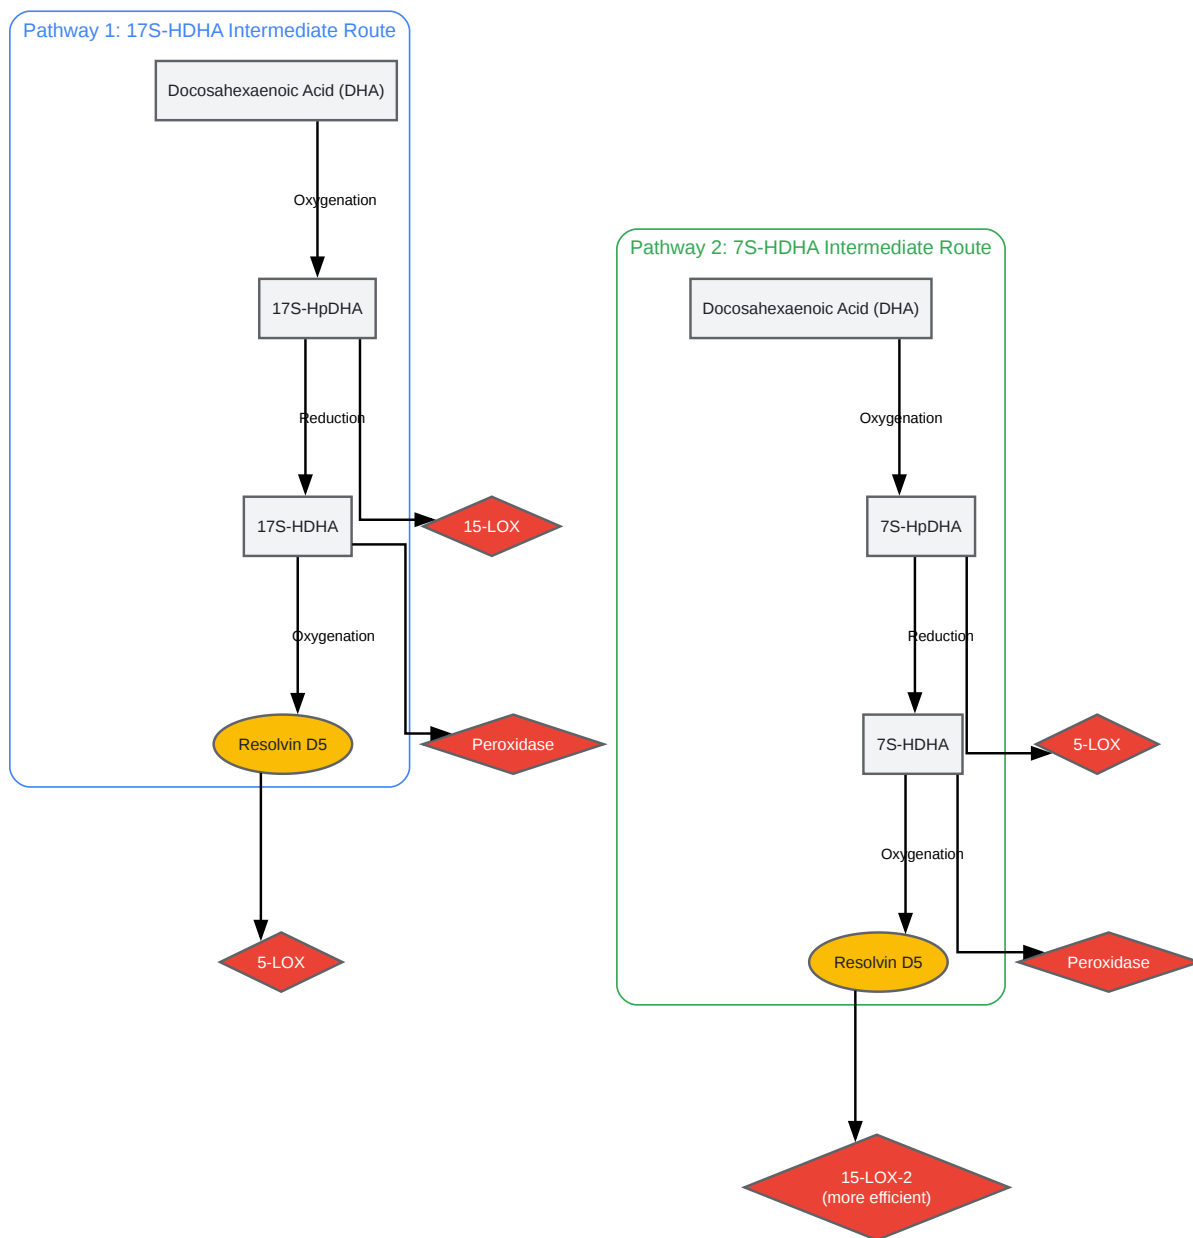 Pathway 1: 17S-HDHA Intermediate Route
Docosahexaenoic Acid (DHA)
Oxygenation
17S-HpDHA
Reduction
17S-HDHA
15-LOX
Oxygenation
Resolvin D5
Peroxidase
5-LOX
Pathway 2: 7S-HDHA Intermediate Route
Docosahexaenoic Acid (DHA)
Oxygenation
7S-HpDHA
Reduction
7S-HDHA
5-LOX
Oxygenation
Resolvin D5
Peroxidase
15-LOX-2
(more efficient)